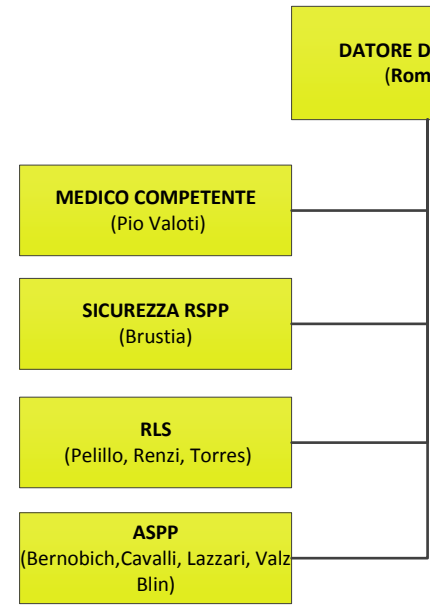 DATORE D
(Rom
MEDICO COMPETENTE
(Pio Valoti)
SICUREZZA RSPP
(Brustia)
RLS
(Pelillo, Renzi, Torres)
ASPP
(Bernobich,Cavalli, Lazzari, Valz
Blin)